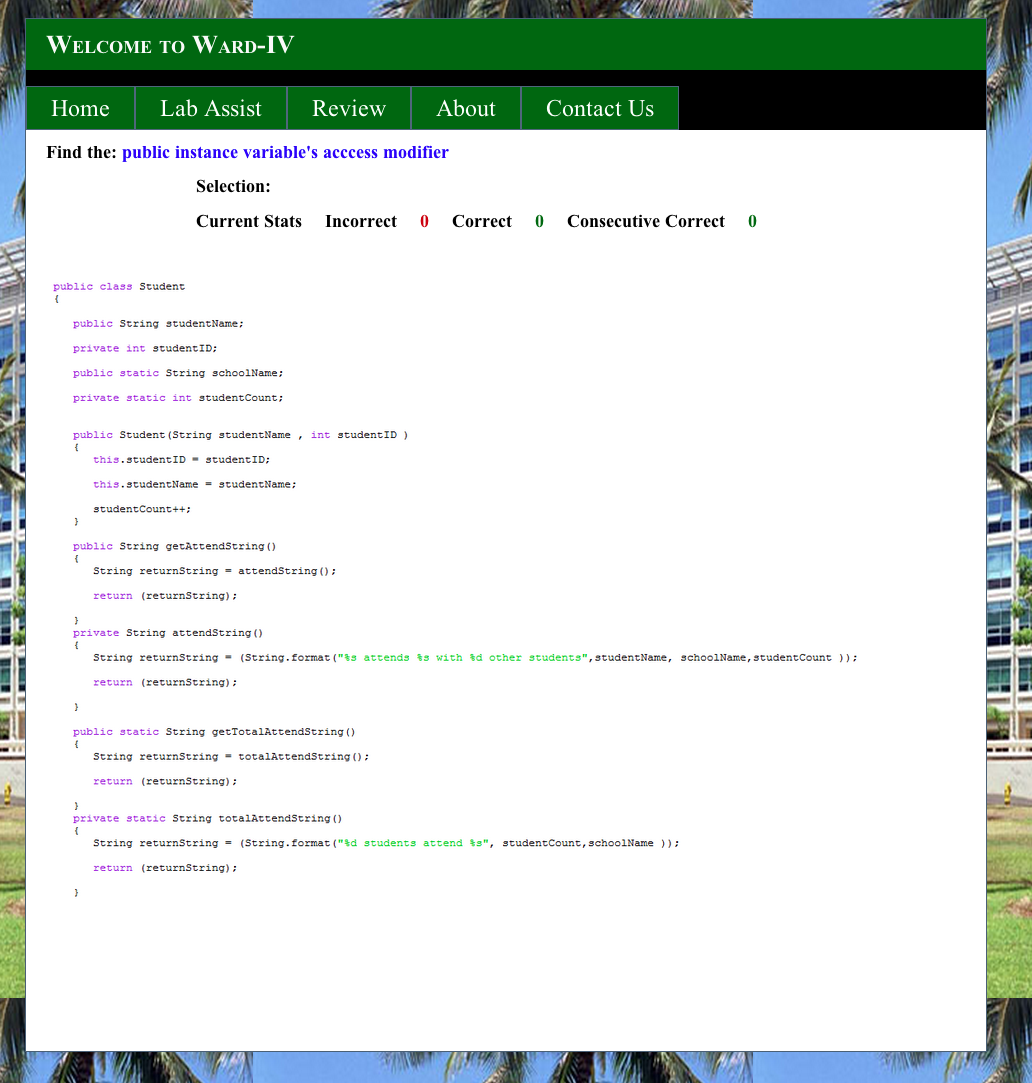 Welcome to Ward-IV
Home Lab Assist Review About Contact Us
Find the: public instance variable's acccess modifier
Selection:
Current Stats Incorrect 0 Correct 0 Consecutive Correct 0
public class Student
{
public String studentName;
private int studentID;
public static String schoolName;
private static int studentCount;
public Student(String studentName , int studentID )
{
this.studentID = studentID;
this.studentName = studentName;
studentCount++;
}
public String getAttendString()
{
String returnString = attendString();
return (returnString);
}
private String attendString()
{
String returnString = (String.format("%s attends %s with %d other students",studentName, schoolName,studentCount ));
return (returnString);
}
public static String getTotalAttendString()
{
String returnString = totalAttendString();
return (returnString);
}
private static String totalAttendString()
{
String returnString = (String.format("%d students attend %s", studentCount,schoolName ));
return (returnString);
}